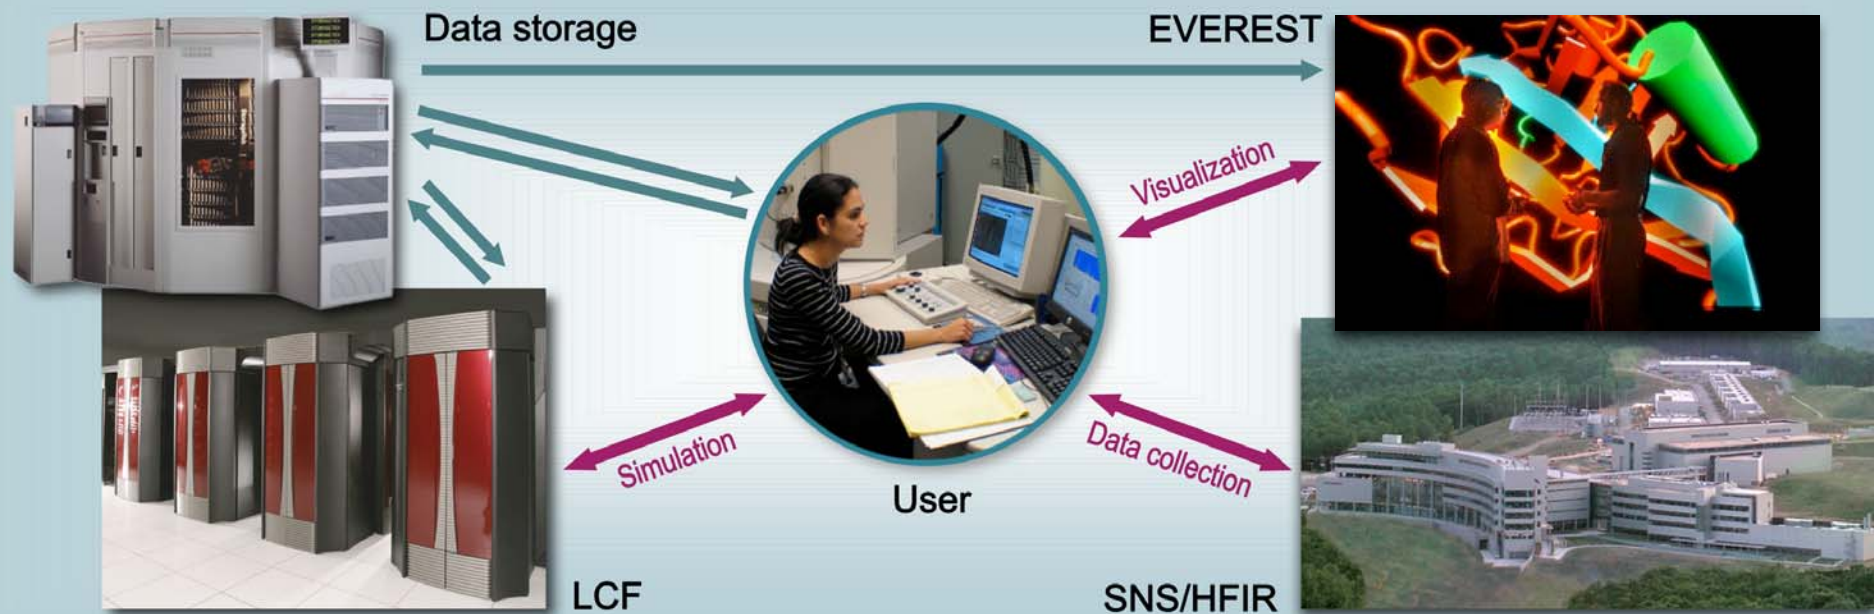 Data storage
EVEREST
Visualization
Simulation
Data collection
User
LCF
SNS/HFIR